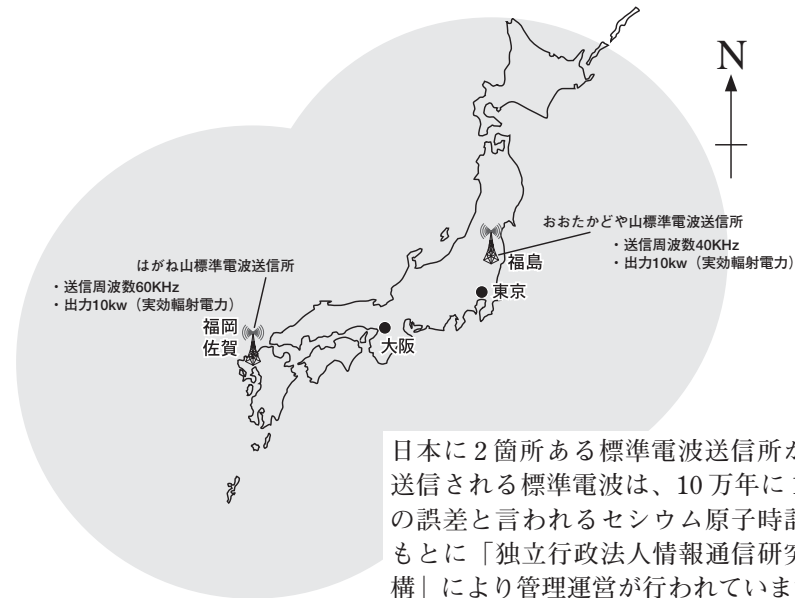 N
おおたかどや山標準電波送信所
・送信周波数40KHz
・出力10kw（実効輻射電力）
福島
東京
はがね山標準電波送信所
・送信周波数60KHz
・出力10kw（実効輻射電力）
福岡
佐賀
大阪
日本に2箇所ある標準電波送信所か
送信される標準電波は、10万年に
の誤差と言われるセシウム原子時
もとに「独立行政法人情報通信研
構」により管理運営が行われていま